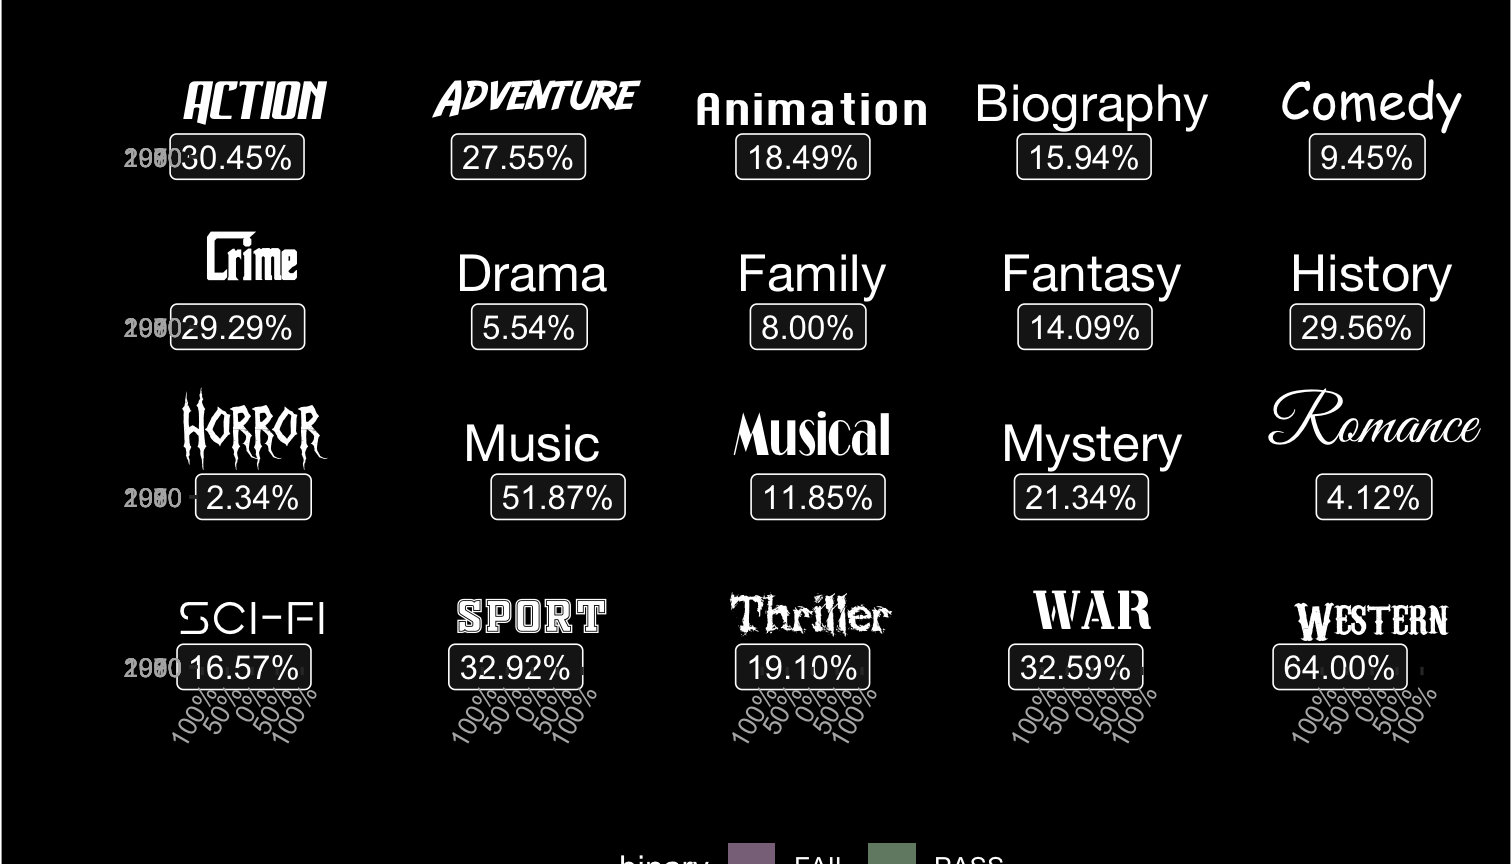 ACTION ADVENTURE Animation Biography Comedy
30.45% 27.55% 18.49% 15.94% 9.45%
Crime Drama Family Fantasy History
29.29% 5.54% 8.00% 14.09% 29.56%
HORROR Music Musical Mystery Romance
2.34% 51.87% 11.85% 21.34% 4.12%
SCI-FI SPORT Thriller WAR WESTERN
16.57% 32.92% 19.10% 32.59% 64.00%
100% 50% 0% 50% 100% 100% 50% 0% 50% 100% 100% 50% 0% 50% 100% 100% 50% 0% 50% 100% 100% 50% 0% 50% 100%
binary FAIL PASS